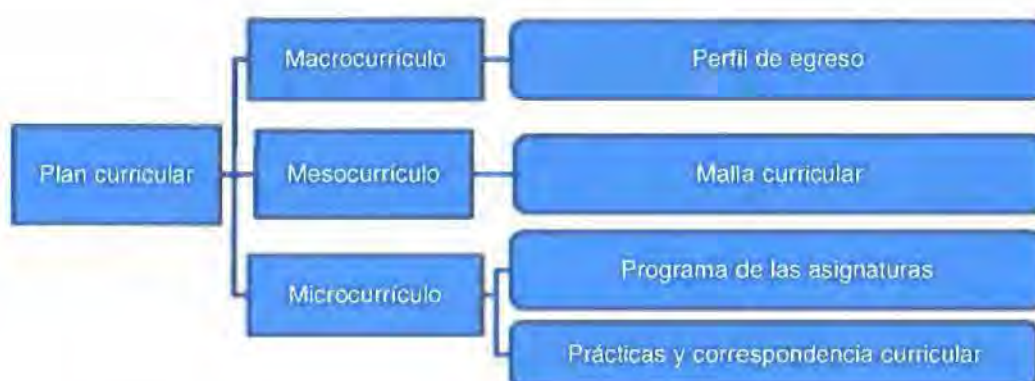 Macrocurrículo
Perfil de egreso
Plan curricular
Mesocurrículo
Malla curricular
Microcurrículo
Programa de las asignaturas
Prácticas y correspondencia curricular